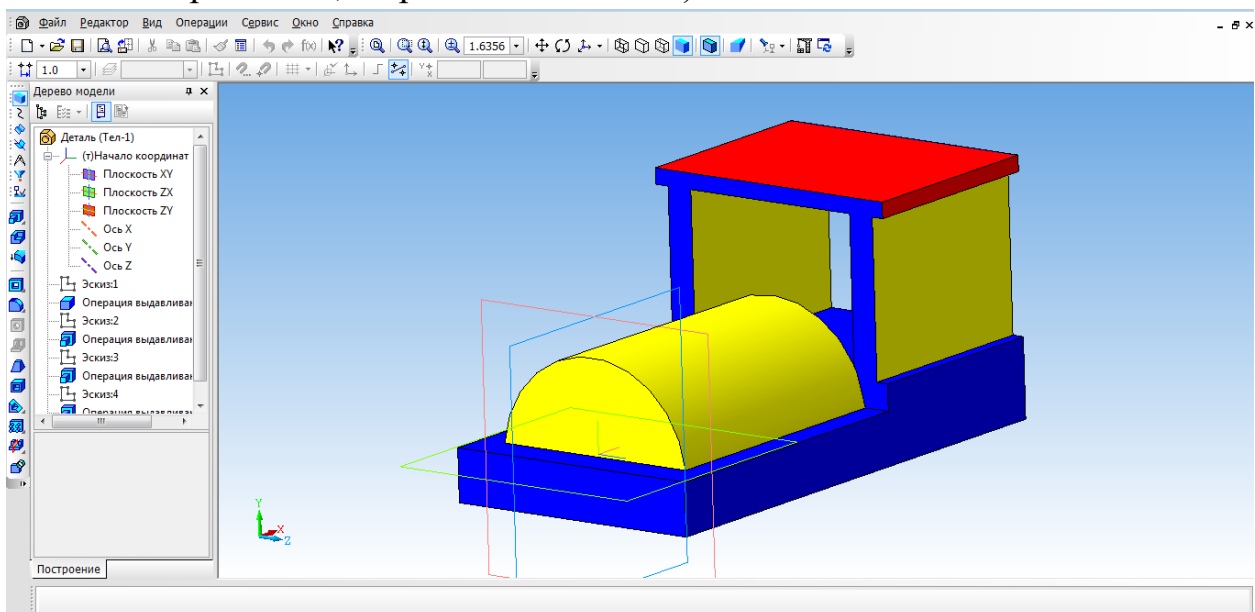 Файл Редактор Вид Операции Сервис Окно Справка
1.6356
1.0
Дерево модели
Деталь (Тел-1)
(т)Начало координат
Плоскость XY
Плоскость ZX
Плоскость ZY
Ось X
Ось Y
Ось Z
Эскиз:1
Операция выдавливан
Эскиз:2
Операция выдавливан
Эскиз:3
Операция выдавливан
Эскиз:4
Операция выдавливан
Y
X
Z
Построение